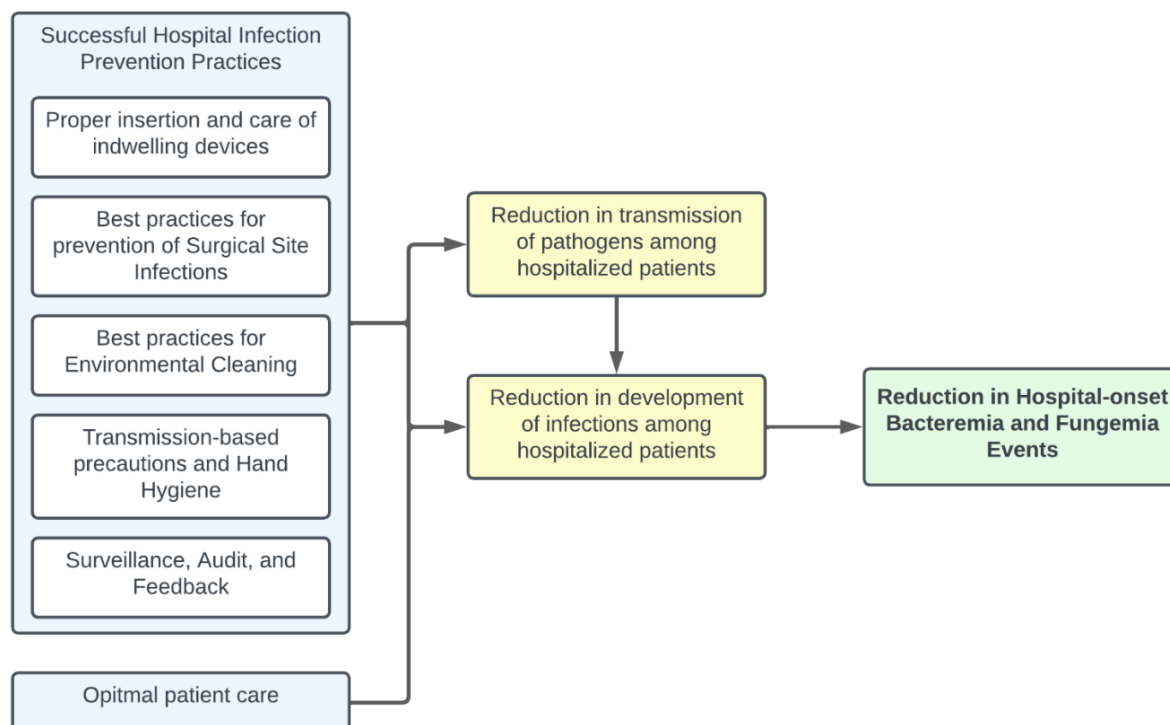 Successful Hospital Infection
Prevention Practices
Proper insertion and care of
indwelling devices
Best practices for
prevention of Surgical Site
Infections
Best practices for
Environmental Cleaning
Transmission-based
precautions and Hand
Hygiene
Surveillance, Audit, and
Feedback
Opitmal patient care
Reduction in transmission
of pathogens among
hospitalized patients
Reduction in development
of infections among
hospitalized patients
Reduction in Hospital-onset
Bacteremia and Fungemia
Events